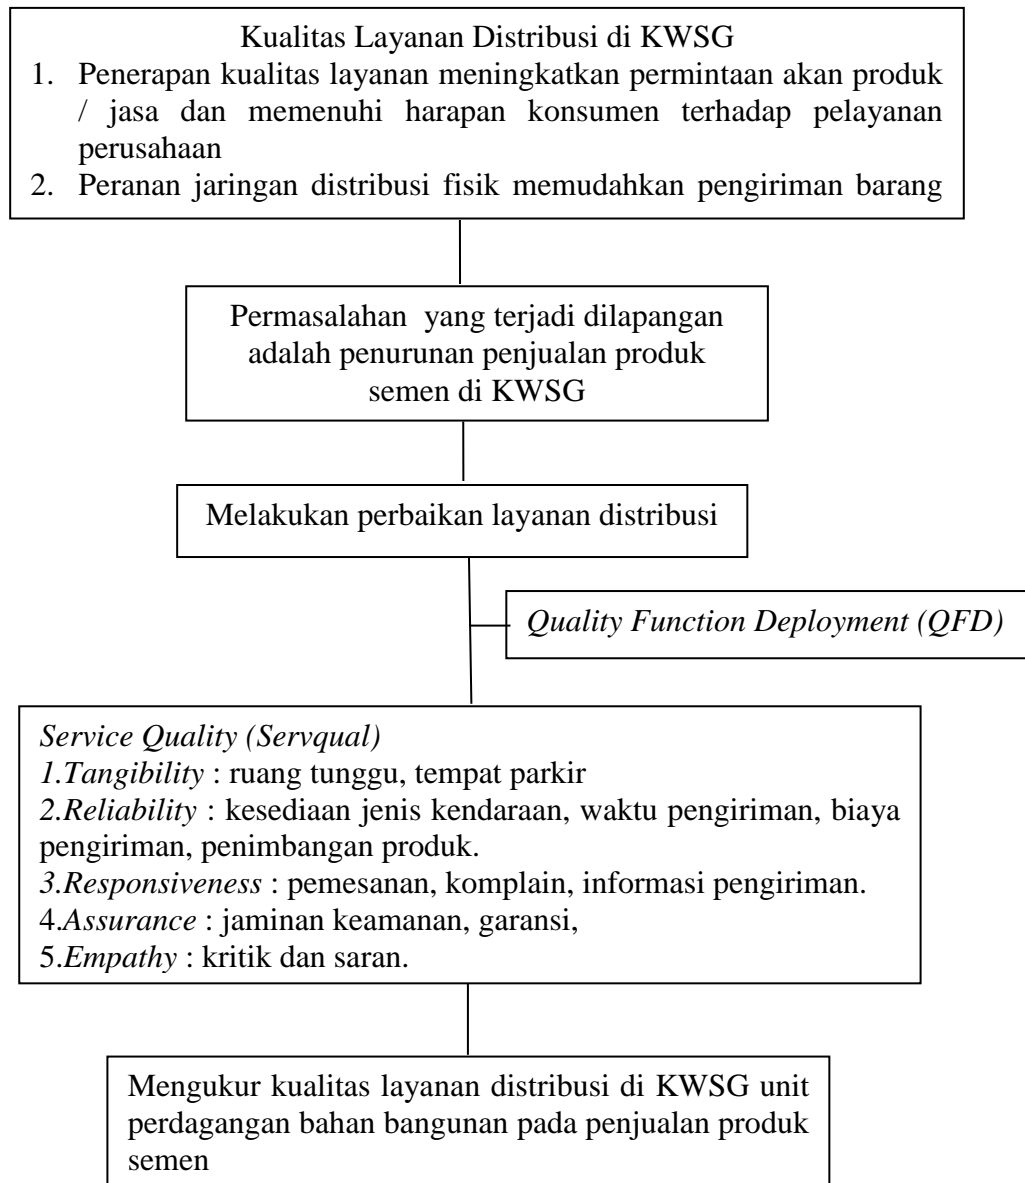 Kualitas Layanan Distribusi di KWSG
1. Penerapan kualitas layanan meningkatkan permintaan akan produk
/ jasa dan memenuhi harapan konsumen terhadap pelayanan
perusahaan
2. Peranan jaringan distribusi fisik memudahkan pengiriman barang
Permasalahan yang terjadi dilapangan
adalah penurunan penjualan produk
semen di KWSG
Melakukan perbaikan layanan distribusi
Quality Function Deployment (QFD)
Service Quality (Servqual)
1.Tangibility : ruang tunggu, tempat parkir
2.Reliability : kesediaan jenis kendaraan, waktu pengiriman, biaya
pengiriman, penimbangan produk.
3.Responsiveness : pemesanan, komplain, informasi pengiriman.
4.Assurance : jaminan keamanan, garansi,
5.Empathy : kritik dan saran.
Mengukur kualitas layanan distribusi di KWSG unit
perdagangan bahan bangunan pada penjualan produk
semen